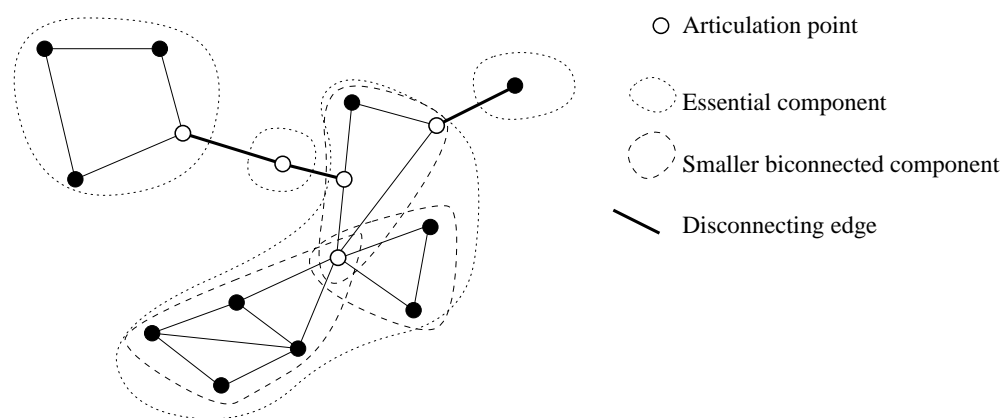 Articulation point
Essential component
Smaller biconnected component
Disconnecting edge